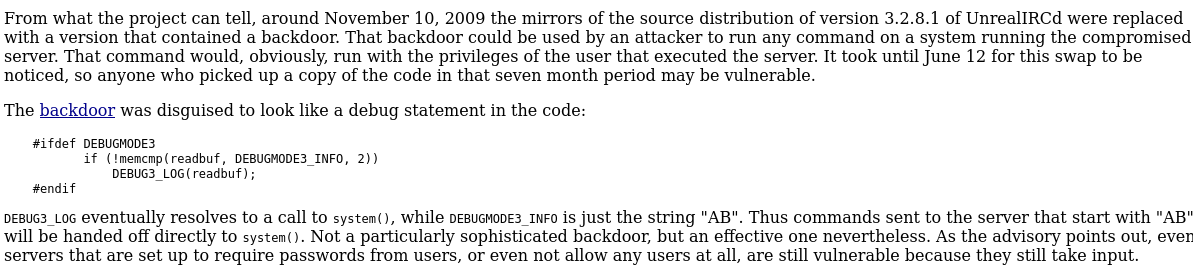 From what the project can tell, around November 10, 2009 the mirrors of the source distribution of version 3.2.8.1 of UnrealIRCd were replaced
with a version that contained a backdoor. That backdoor could be used by an attacker to run any command on a system running the compromised
server. That command would, obviously, run with the privileges of the user that executed the server. It took until June 12 for this swap to be
noticed, so anyone who picked up a copy of the code in that seven month period may be vulnerable.
The backdoor was disguised to look like a debug statement in the code:
#ifdef DEBUGMODE3
if (!memcmp(readbuf, DEBUGMODE3_INFO, 2))
DEBUG3_LOG(readbuf);
#endif
DEBUG3_LOG eventually resolves to a call to system(), while DEBUGMODE3_INFO is just the string "AB". Thus commands sent to the server that start with "AB"
will be handed off directly to system(). Not a particularly sophisticated backdoor, but an effective one nevertheless. As the advisory points out, even
servers that are set up to require passwords from users, or even not allow any users at all, are still vulnerable because they still take input.